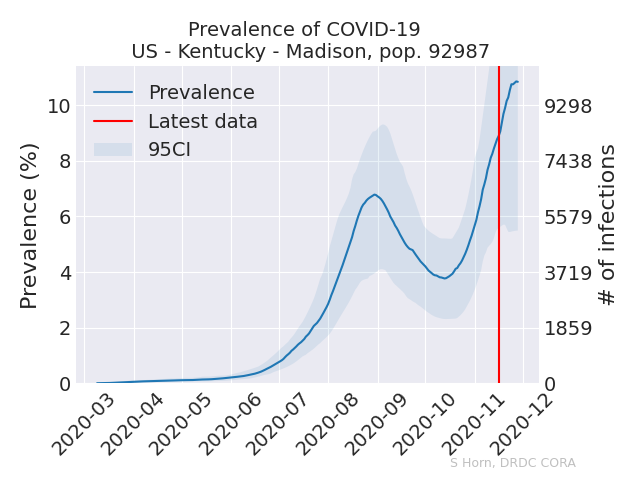 Prevalence of COVID-19
US - Kentucky - Madison, pop. 92987
Prevalence
Latest data
95CI
Prevalence (%)
10
8
6
4
2
0
9298
7438
5579
3719
1859
0
# of infections
2020-03
2020-04
2020-05
2020-06
2020-07
2020-08
2020-09
2020-10
2020-11
2020-12
S Horn, DRDC CORA